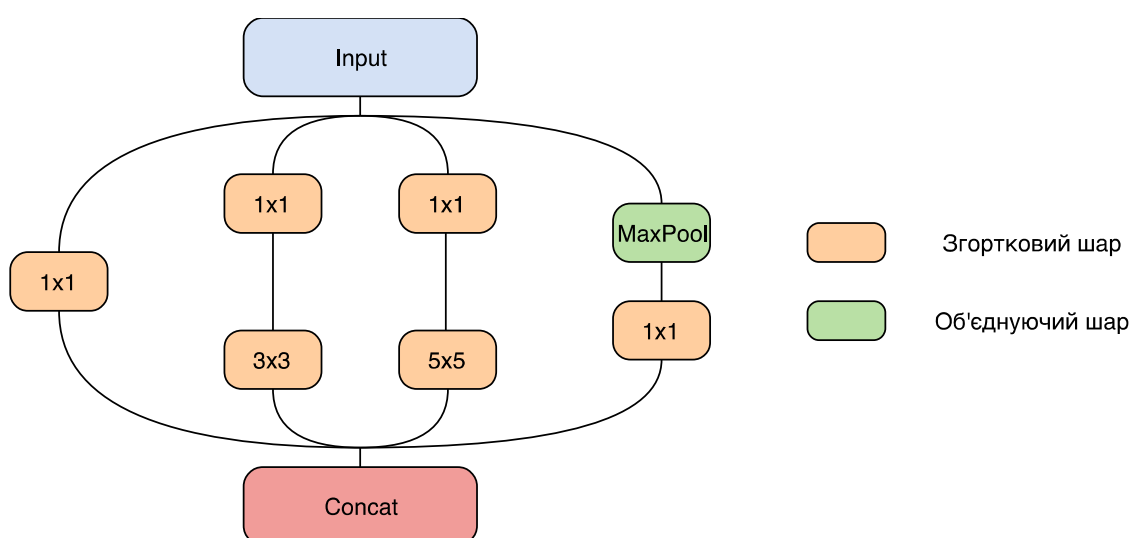 Input
1x1
1x1
MaxPool
1x1
3x3
5x5
1x1
Concat
Згортковий шар
Об'єднуючий шар